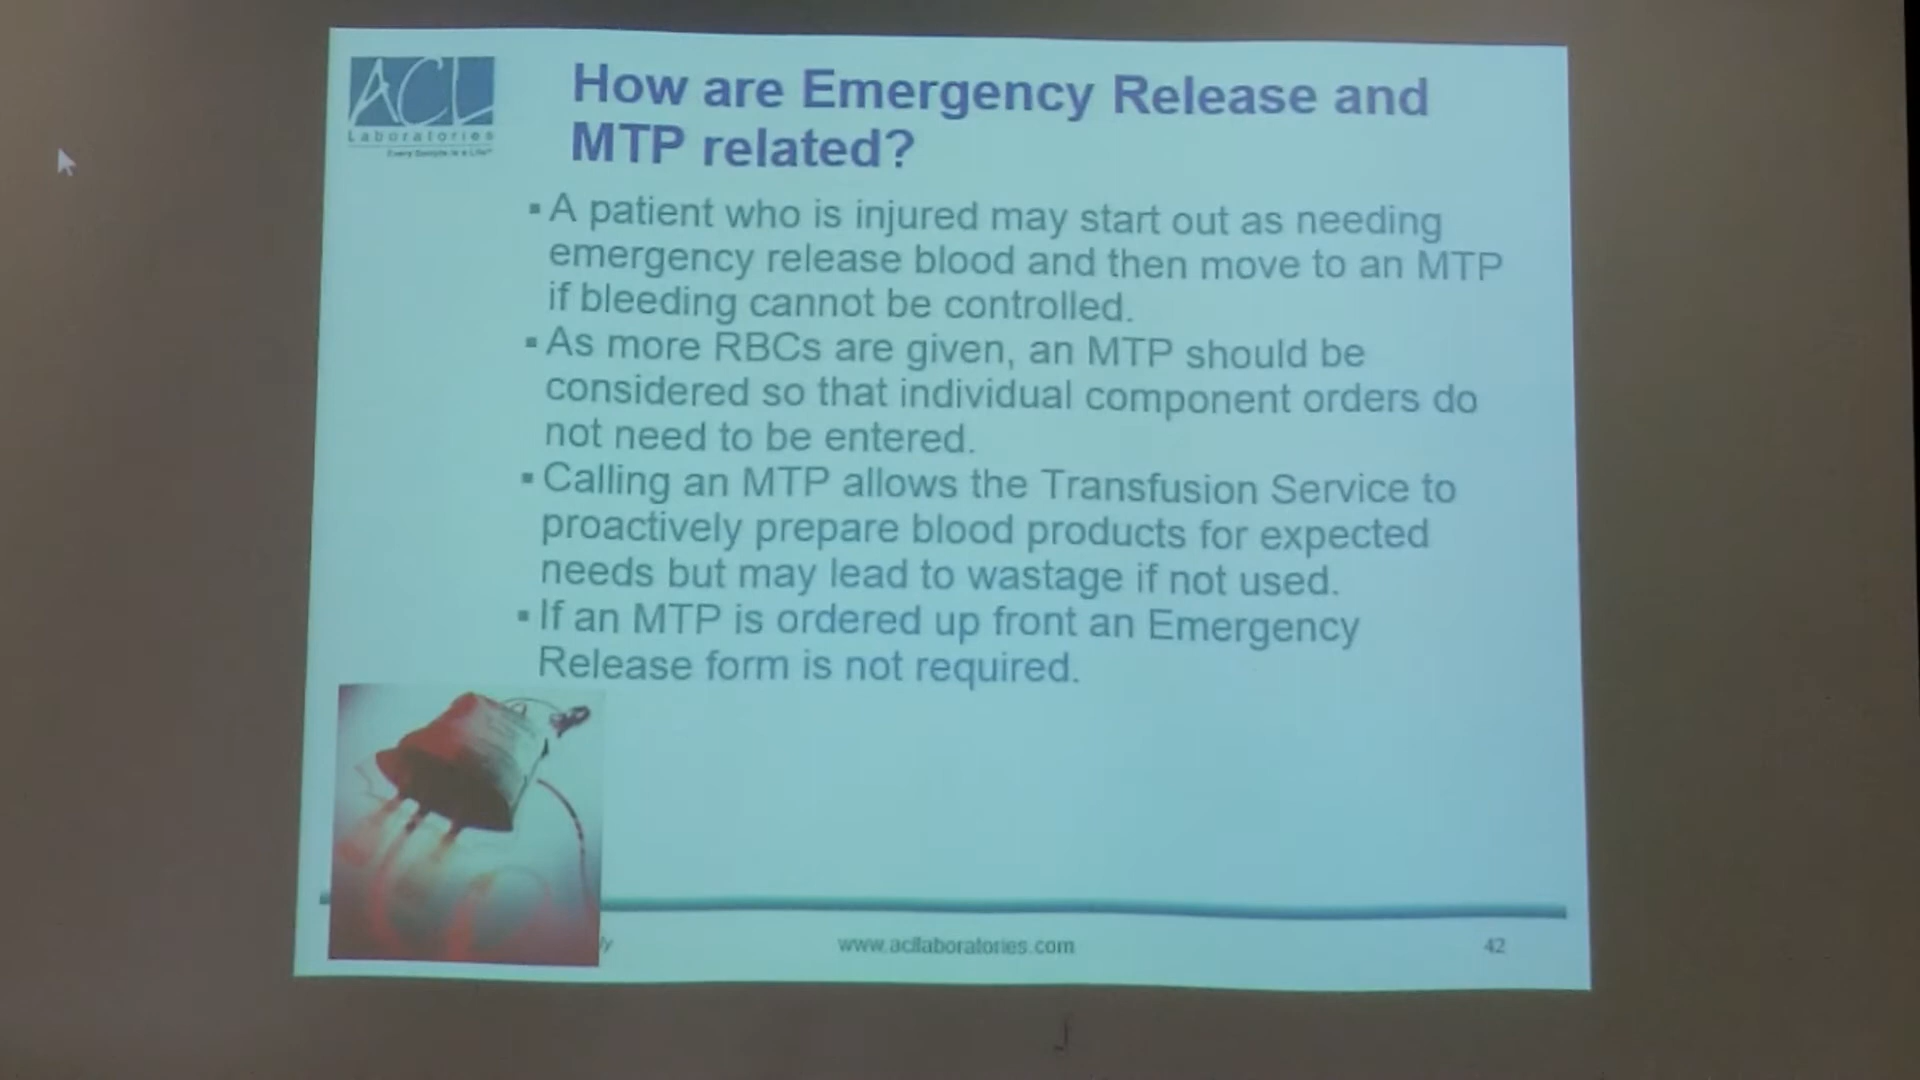 ACL
Laboratories
Every Sample is a Life
How are Emergency Release and
MTP related?
▪ A patient who is injured may start out as needing
emergency release blood and then move to an MTP
if bleeding cannot be controlled.
▪ As more RBCs are given, an MTP should be
considered so that individual component orders do
not need to be entered.
▪ Calling an MTP allows the Transfusion Service to
proactively prepare blood products for expected
needs but may lead to wastage if not used.
▪ If an MTP is ordered up front an Emergency
Release form is not required.
www.acllaboratories.com
42